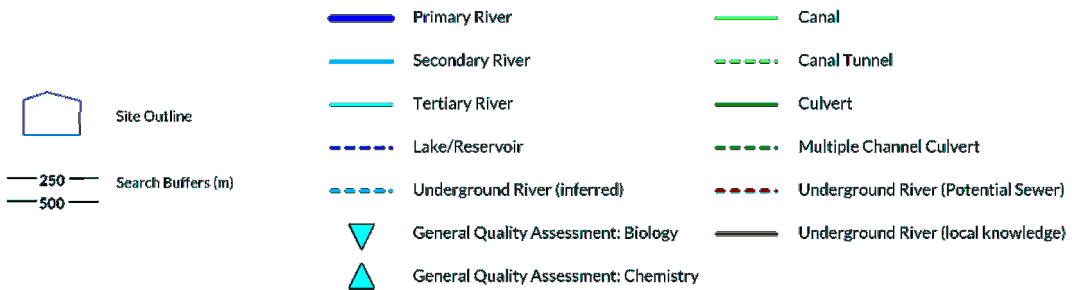 Site Outline
250
500
Search Buffers (m)
Primary River
Secondary River
Tertiary River
Lake/Reservoir
Underground River (inferred)
General Quality Assessment: Biology
General Quality Assessment: Chemistry
Canal
Canal Tunnel
Culvert
Multiple Channel Culvert
Underground River (Potential Sewer)
Underground River (local knowledge)